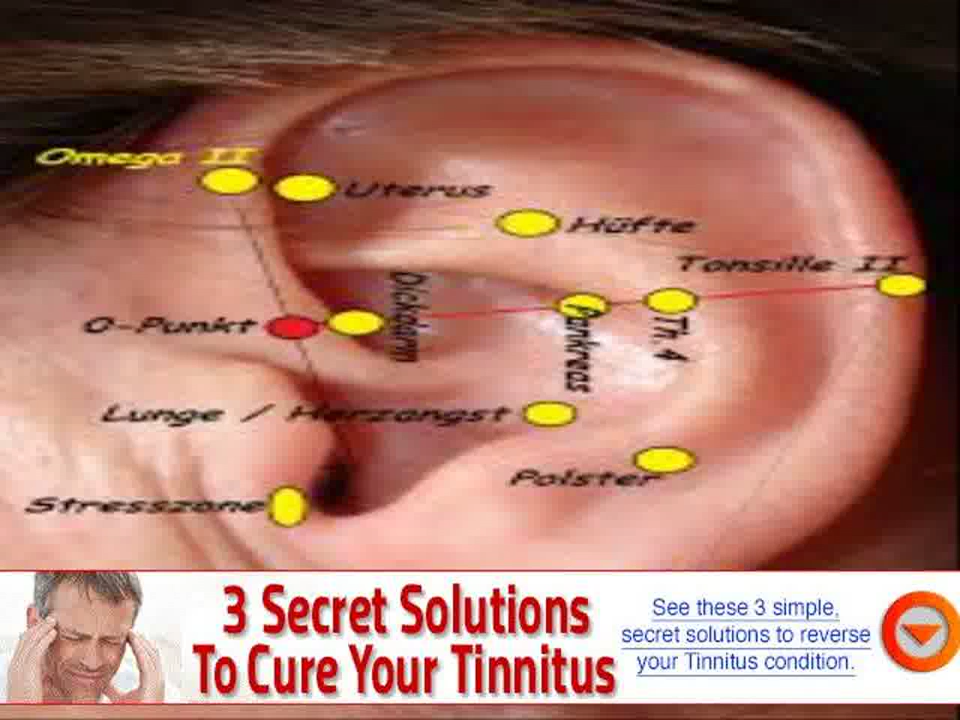 Omega II
Uterus
Hüfte
Tonsille II
Dickdarm
O-Punkt
Pankreas
Th. 4
Lunge / Herzangst
Polster
Stresszone
3 Secret Solutions
To Cure Your Tinnitus
See these 3 simple,
secret solutions to reverse
your Tinnitus condition.